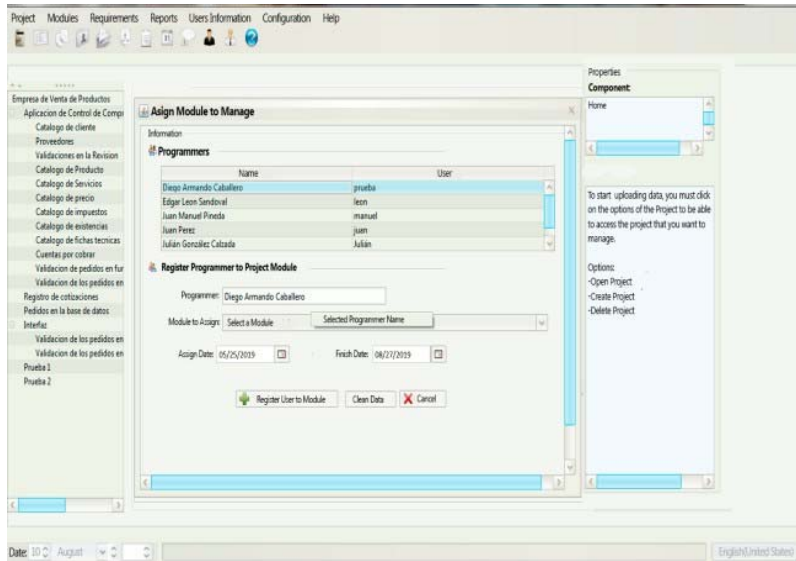 Project Modules Requirements Reports Users Information Configuration Help
Empresa de Venta de Productos
Aplicacion de Control de Compr
Catalogo de cliente
Proveedores
Validaciones en la Revision
Catalogo de Producto
Catalogo de Servicios
Catalogo de precio
Catalogo de impuestos
Catalogo de existencias
Catalogo de fichas tecnicas
Cuentas por cobrar
Validacion de pedidos en fur
Validacion de los pedidos en
Registro de cotizaciones
Pedidos en la base de datos
Interfaz
Validacion de los pedidos en
Validacion de los pedidos en
Prueba 1
Prueba 2
Asign Module to Manage
Information
Programmers
Name User
Diego Armando Caballero prueba
Edgar Leon Sandoval leon
Juan Manuel Pineda manuel
Juan Perez juen
Julián González Calzada Julián
Register Programmer to Project Module
Programmer: Diego Armando Caballero
Module to Assign: Select a Module
Selected Programmer Name
Assign Date: 05/25/2019 Finish Date: 08/27/2019
Register User to Module Clean Data Cancel
Properties
Component:
Home
To start uploading data, you must click
on the options of the Project to be able
to access the project that you want to
manage.
Options:
-Open Project
-Create Project
-Delete Project
Date: 10 August
English(United States)